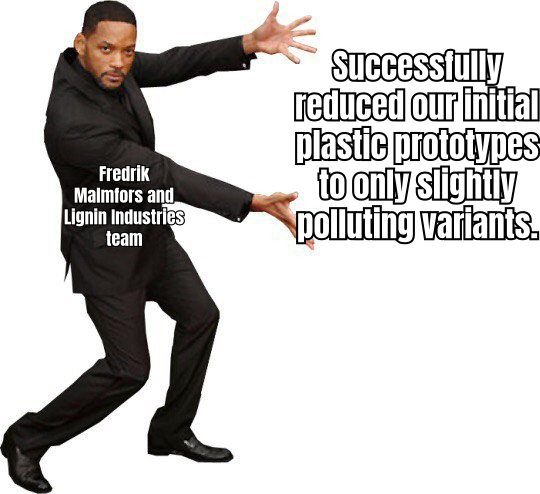 Fredrik
Malmfors and
Lignin Industries
team
Successfully
reduced our initial
plastic prototypes
to only slightly
polluting variants.